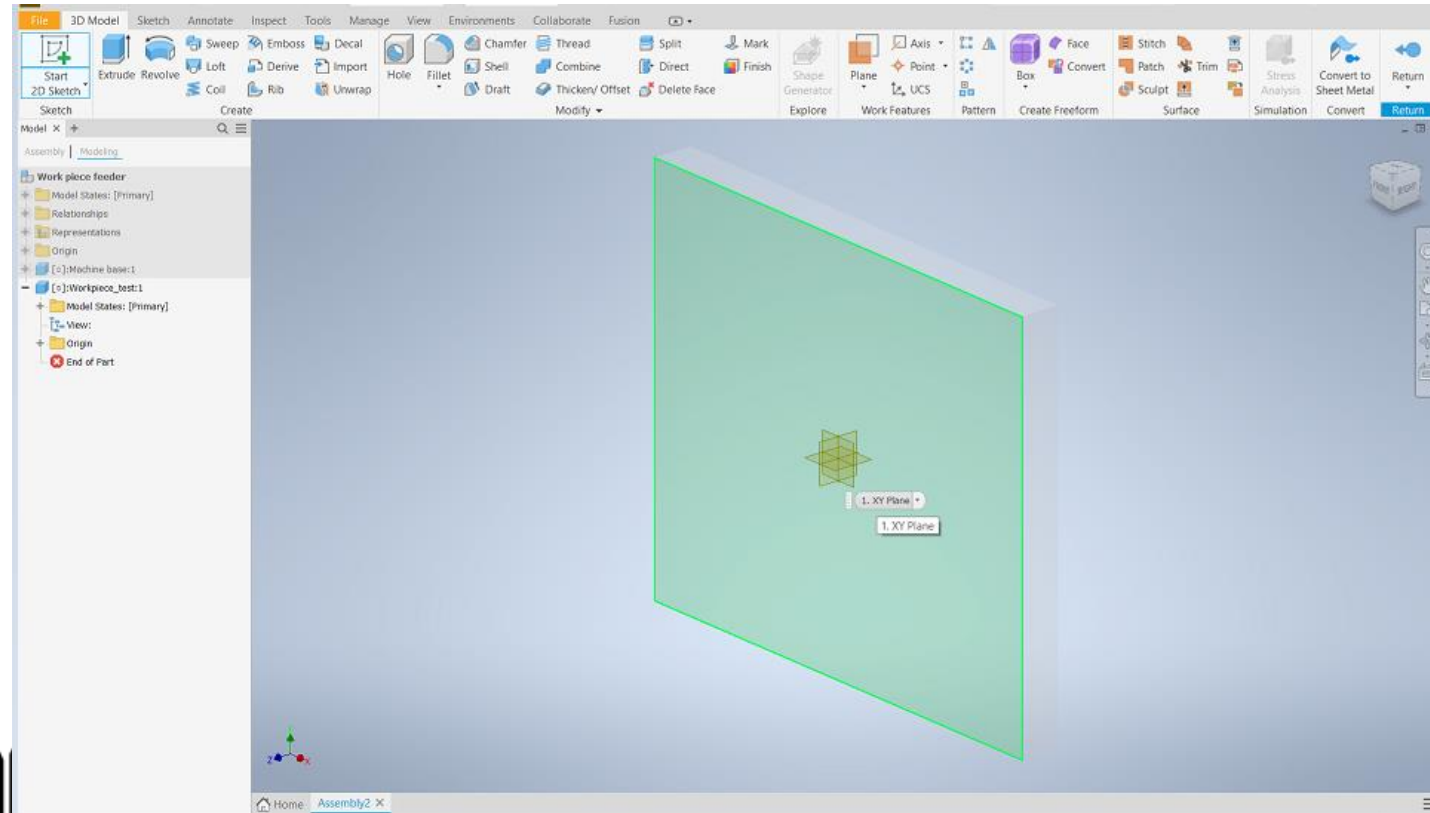 File 3D Model Sketch Annotate Inspect Tools Manage View Environments Collaborate Fusion
Start
2D Sketch
Extrude
Revolve
Sweep
Loft
Coil
Emboss
Derive
Rib
Decal
Import
Unwrap
Hole
Fillet
Chamfer
Shell
Draft
Thread
Combine
Thicken/ Offset
Split
Direct
Delete Face
Mark
Finish
Shape
Generator
Plane
Axis
Point
UCS
Box
Face
Convert
Stitch
Patch
Sculpt
Trim
Stress
Analysis
Convert to
Sheet Metal
Return
Sketch Create Modify Explore Work Features Pattern Create Freeform Surface Simulation Convert Return
Model
Assembly Modeling
Work piece feeder
Model States: [Primary]
Relationships
Representations
Origin
[o]:Machine base:1
[o]:Workpiece_test:1
Model States: [Primary]
View:
Origin
End of Part
1. XY Plane
1. XY Plane
Y
Z
X
Home Assembly2